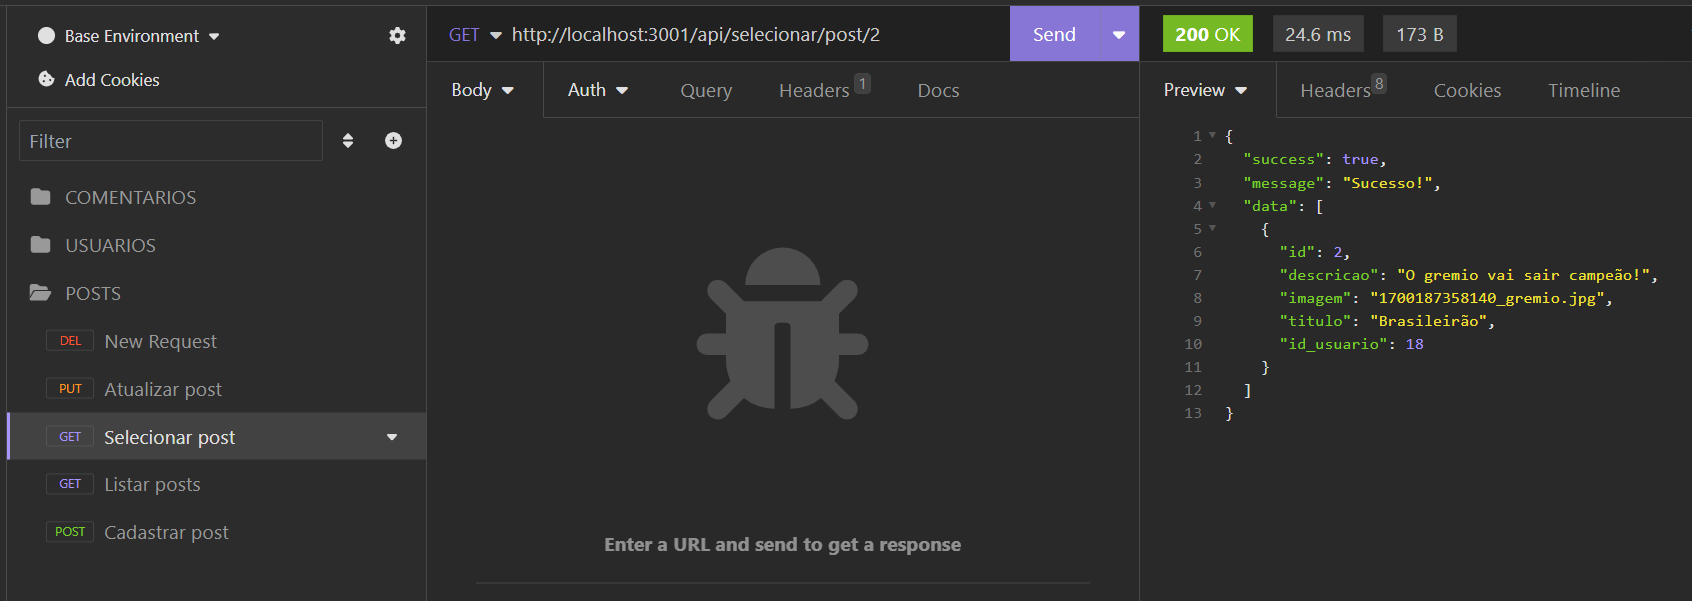 Base Environment
Add Cookies
Filter
COMENTARIOS
USUARIOS
POSTS
DEL New Request
PUT Atualizar post
GET Selecionar post
GET Listar posts
POST Cadastrar post
GET http://localhost:3001/api/selecionar/post/2 Send
Body Auth Query Headers 1 Docs
Enter a URL and send to get a response
200 OK 24.6 ms 173 B
Preview Headers 8 Cookies Timeline
1 {
2 "success": true,
3 "message": "Sucesso!",
4 "data": [
5 {
6 "id": 2,
7 "descricao": "O gremio vai sair campeão!",
8 "imagem": "1700187358140_gremio.jpg",
9 "titulo": "Brasileirão",
10 "id_usuario": 18
11 }
12 ]
13 }